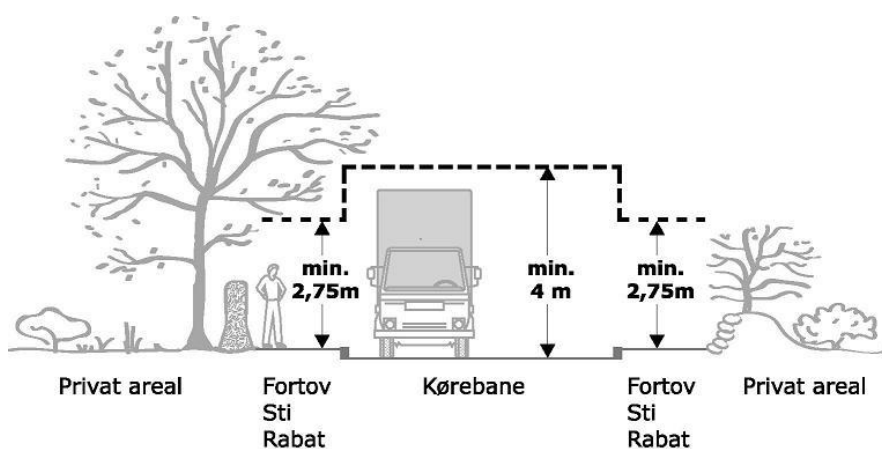 min.
2,75m
min.
4 m
min.
2,75m
Privat areal
Fortov
Sti
Rabat
Kørebane
Fortov
Sti
Rabat
Privat areal